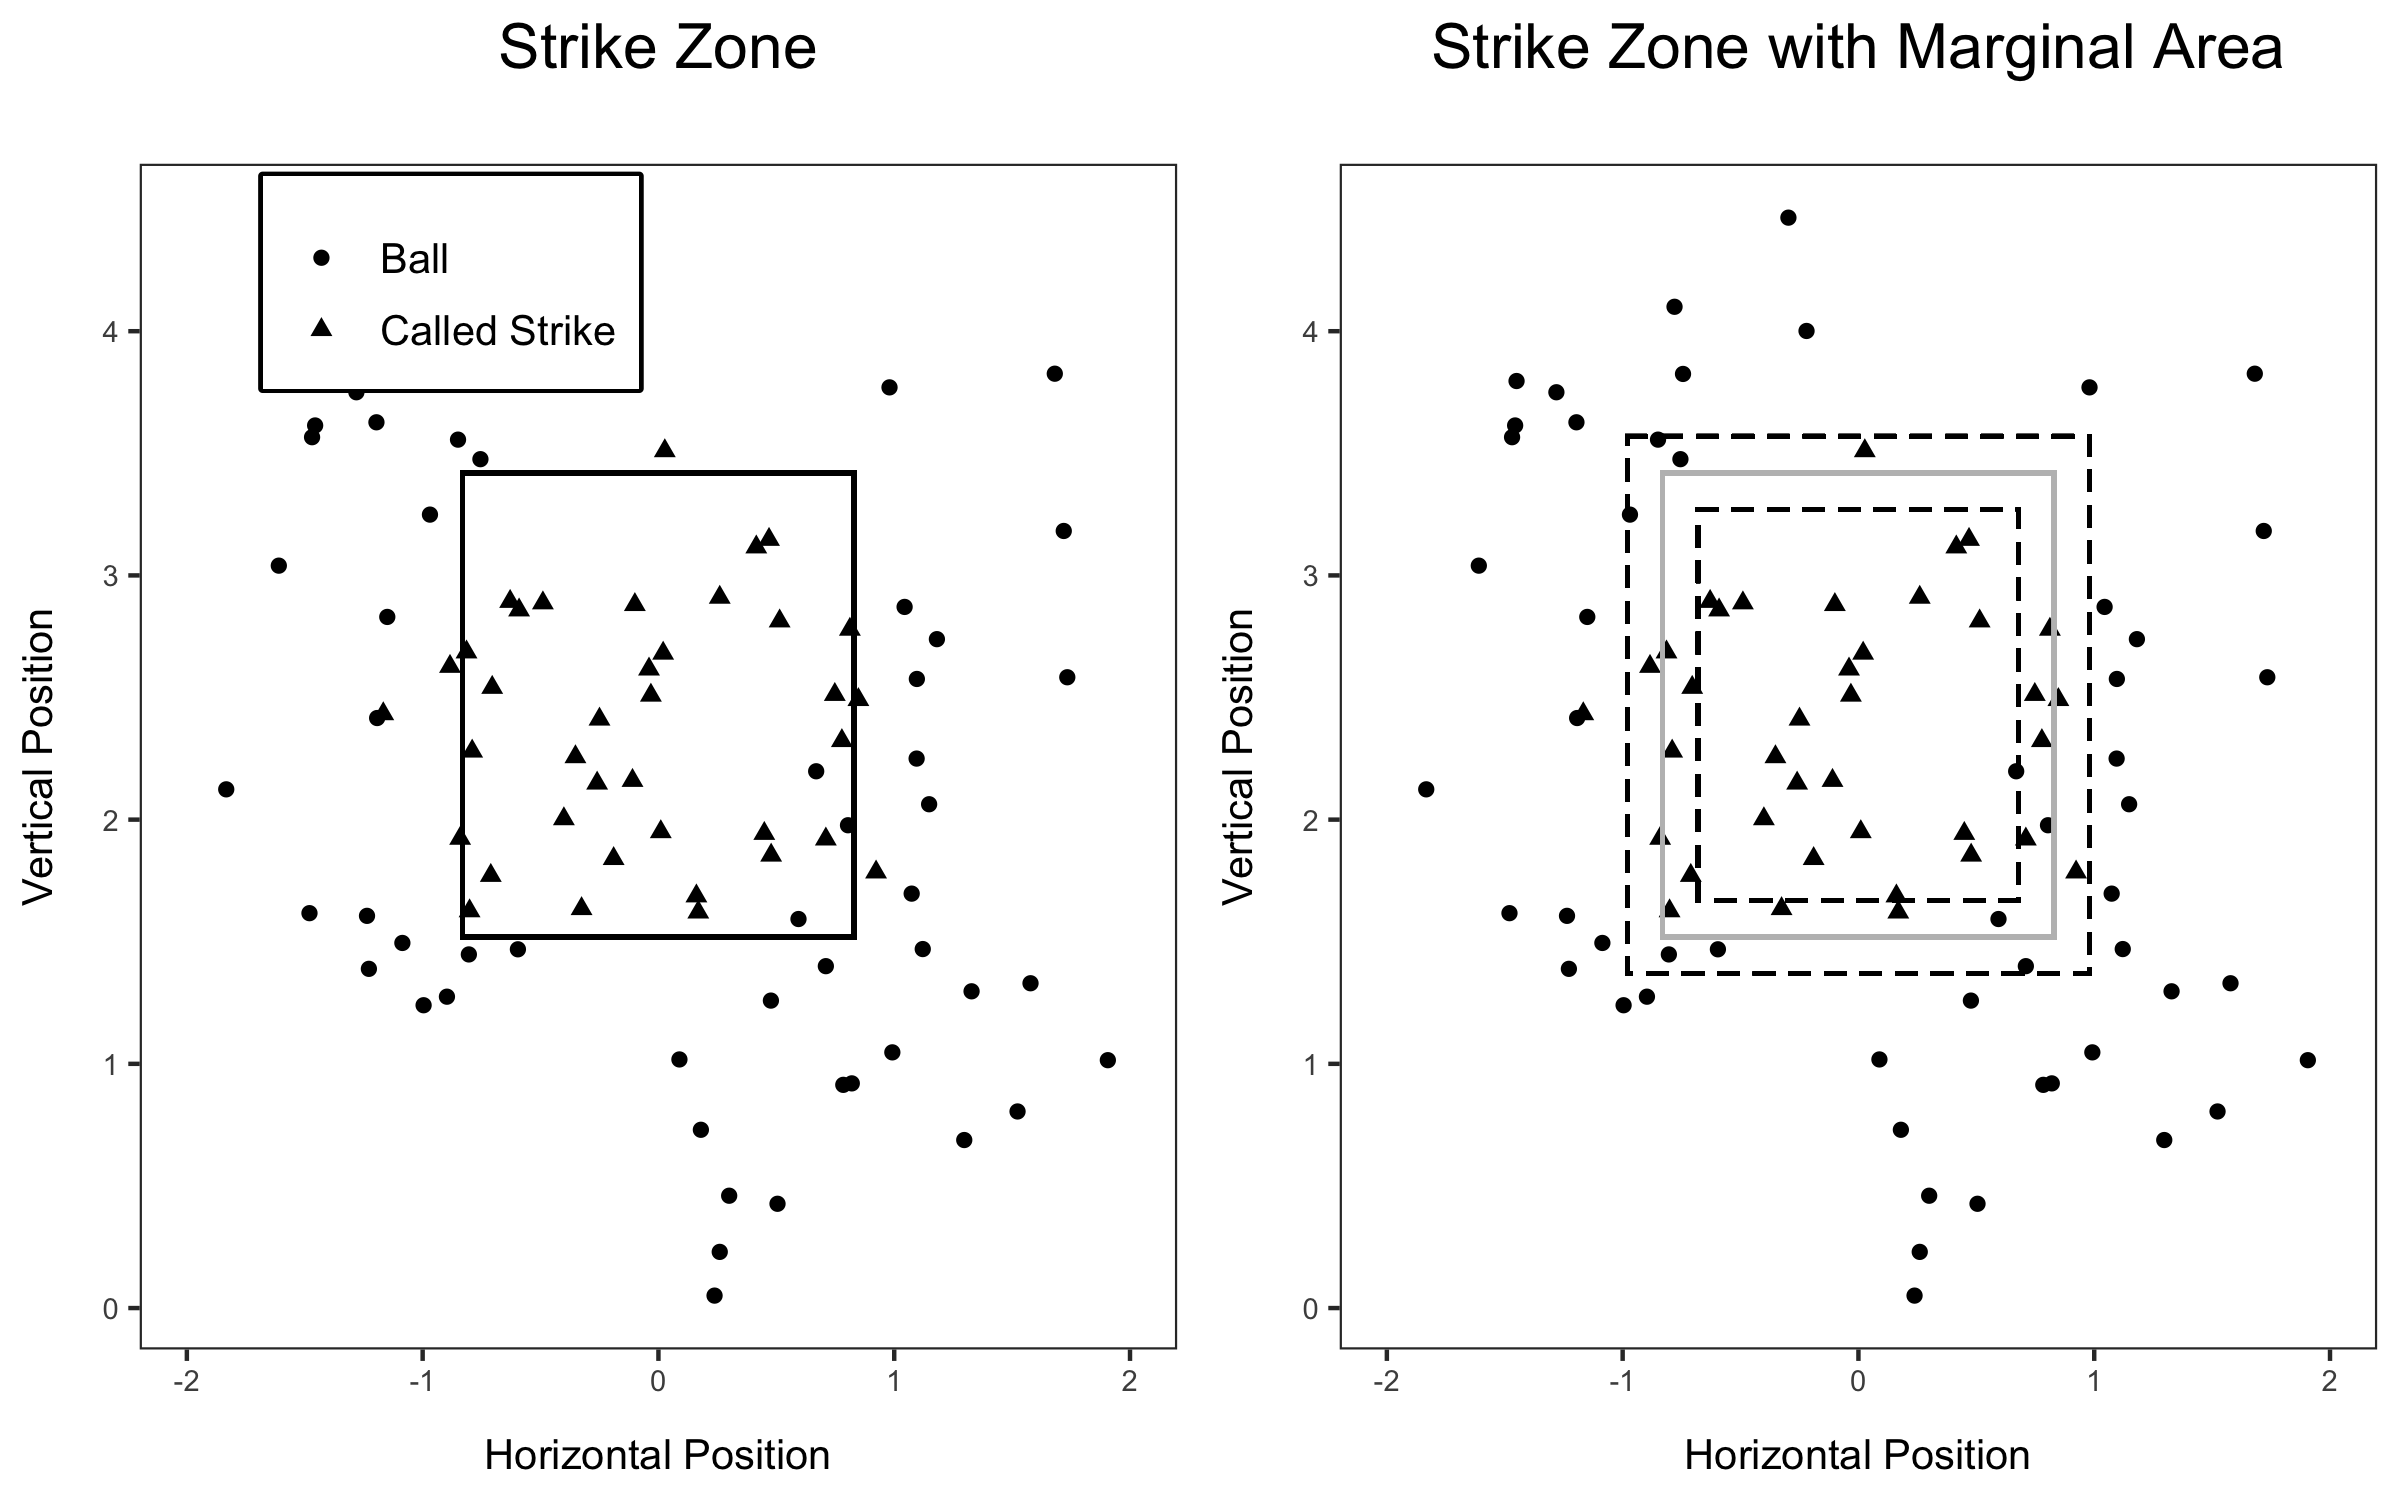 Strike Zone
Strike Zone with Marginal Area
Ball
Called Strike
Vertical Position
4
3
2
1
0
-2 -1 0 1 2
Horizontal Position
Vertical Position
4
3
2
1
0
-2 -1 0 1 2
Horizontal Position